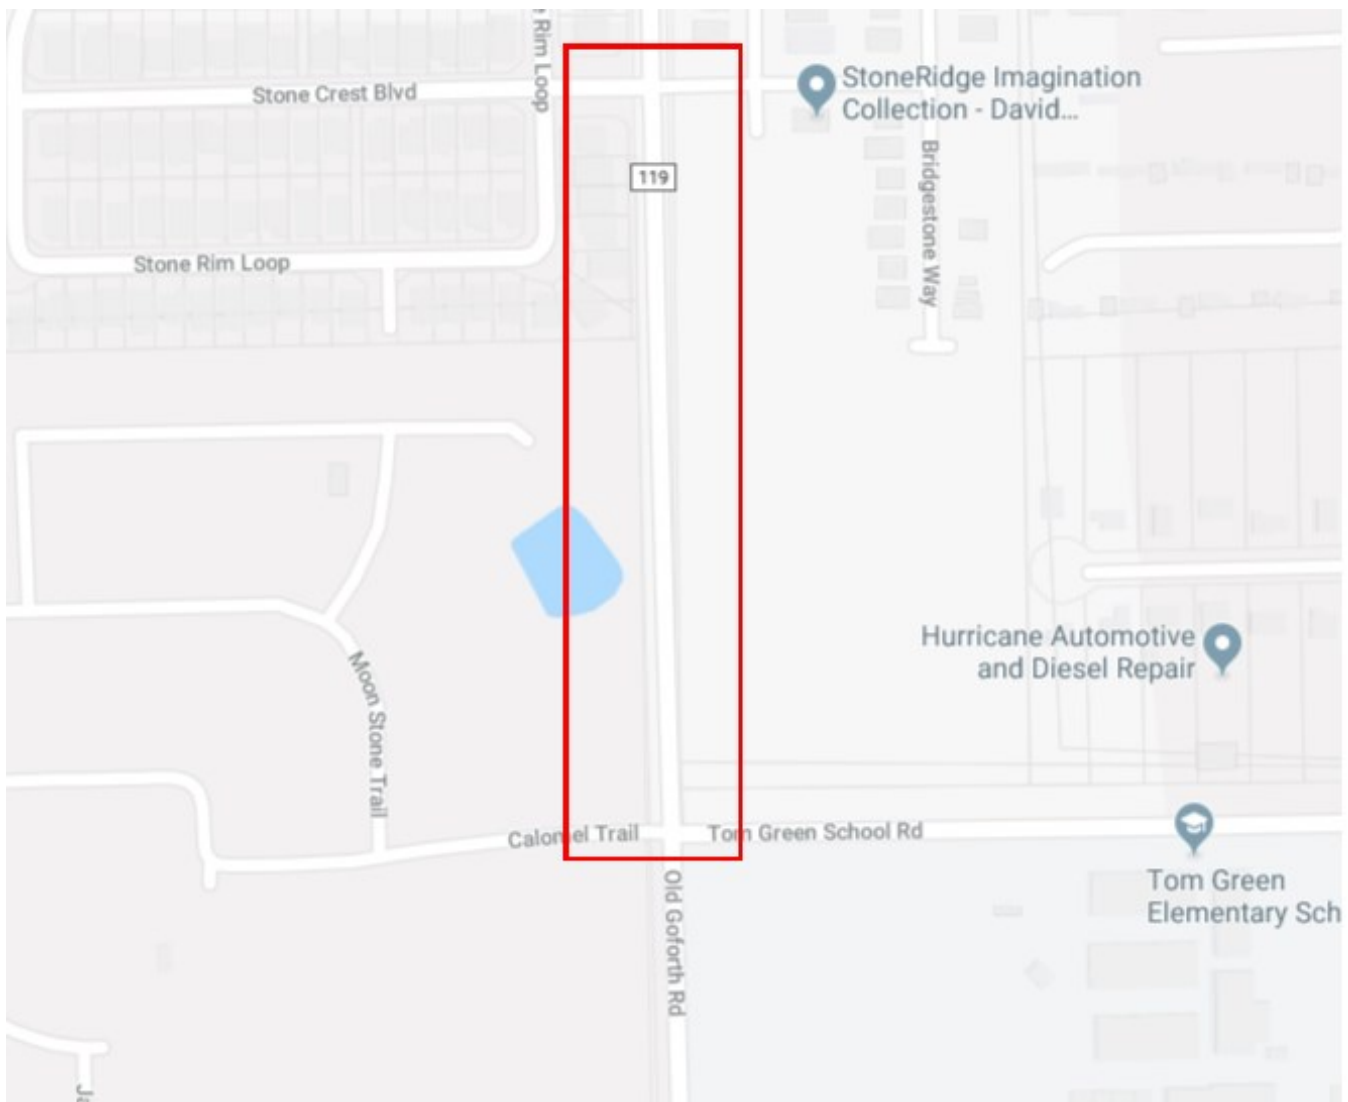 Rim Loop
Stone Crest Blvd
StoneRidge Imagination
Collection - David...
119
Bridgestone Way
Stone Rim Loop
Hurricane Automotive
and Diesel Repair
Moon Stone Trail
Calomel Trail
Tom Green School Rd
Old Goforth Rd
Tom Green
Elementary Sch